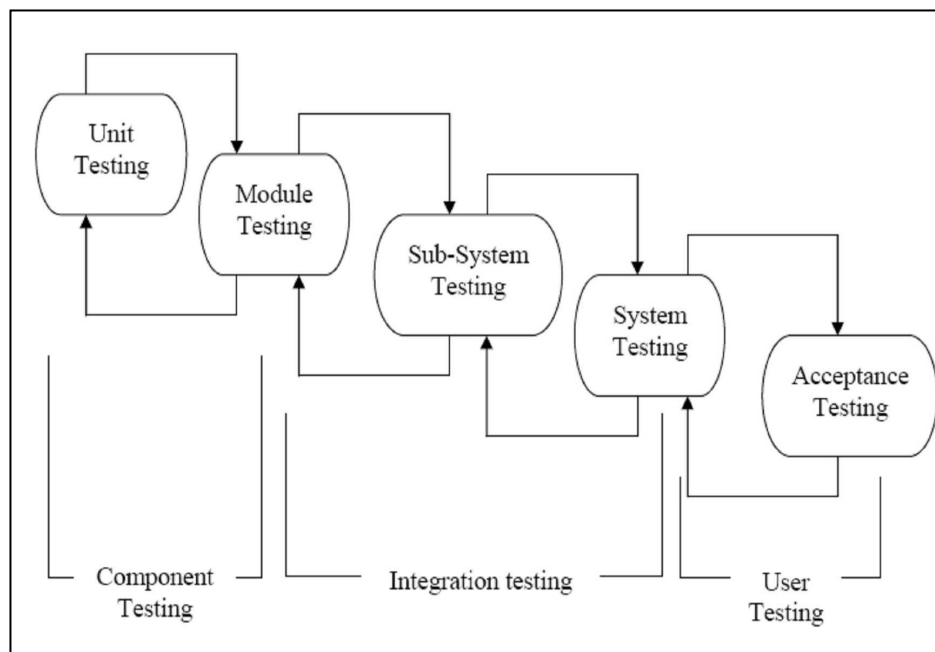 Unit
Testing
Module
Testing
Sub-System
Testing
System
Testing
Acceptance
Testing
Component
Testing
Integration testing
User
Testing